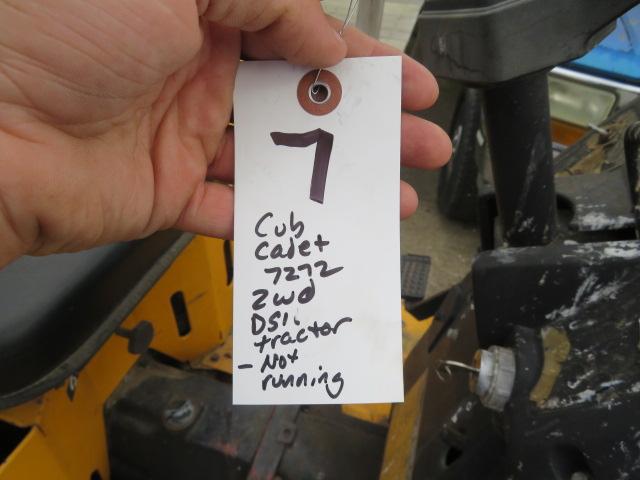 7
Cub
Cadet
7272
2wd
DSl.
tractor
- Not
running